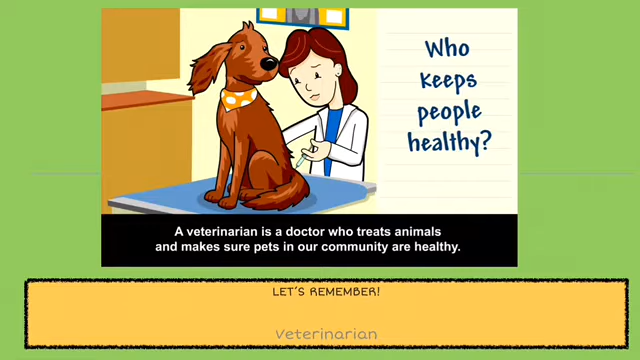 Who
keeps
people
healthy?
A veterinarian is a doctor who treats animals
and makes sure pets in our community are healthy.
LET'S REMEMBER!
Veterinarian